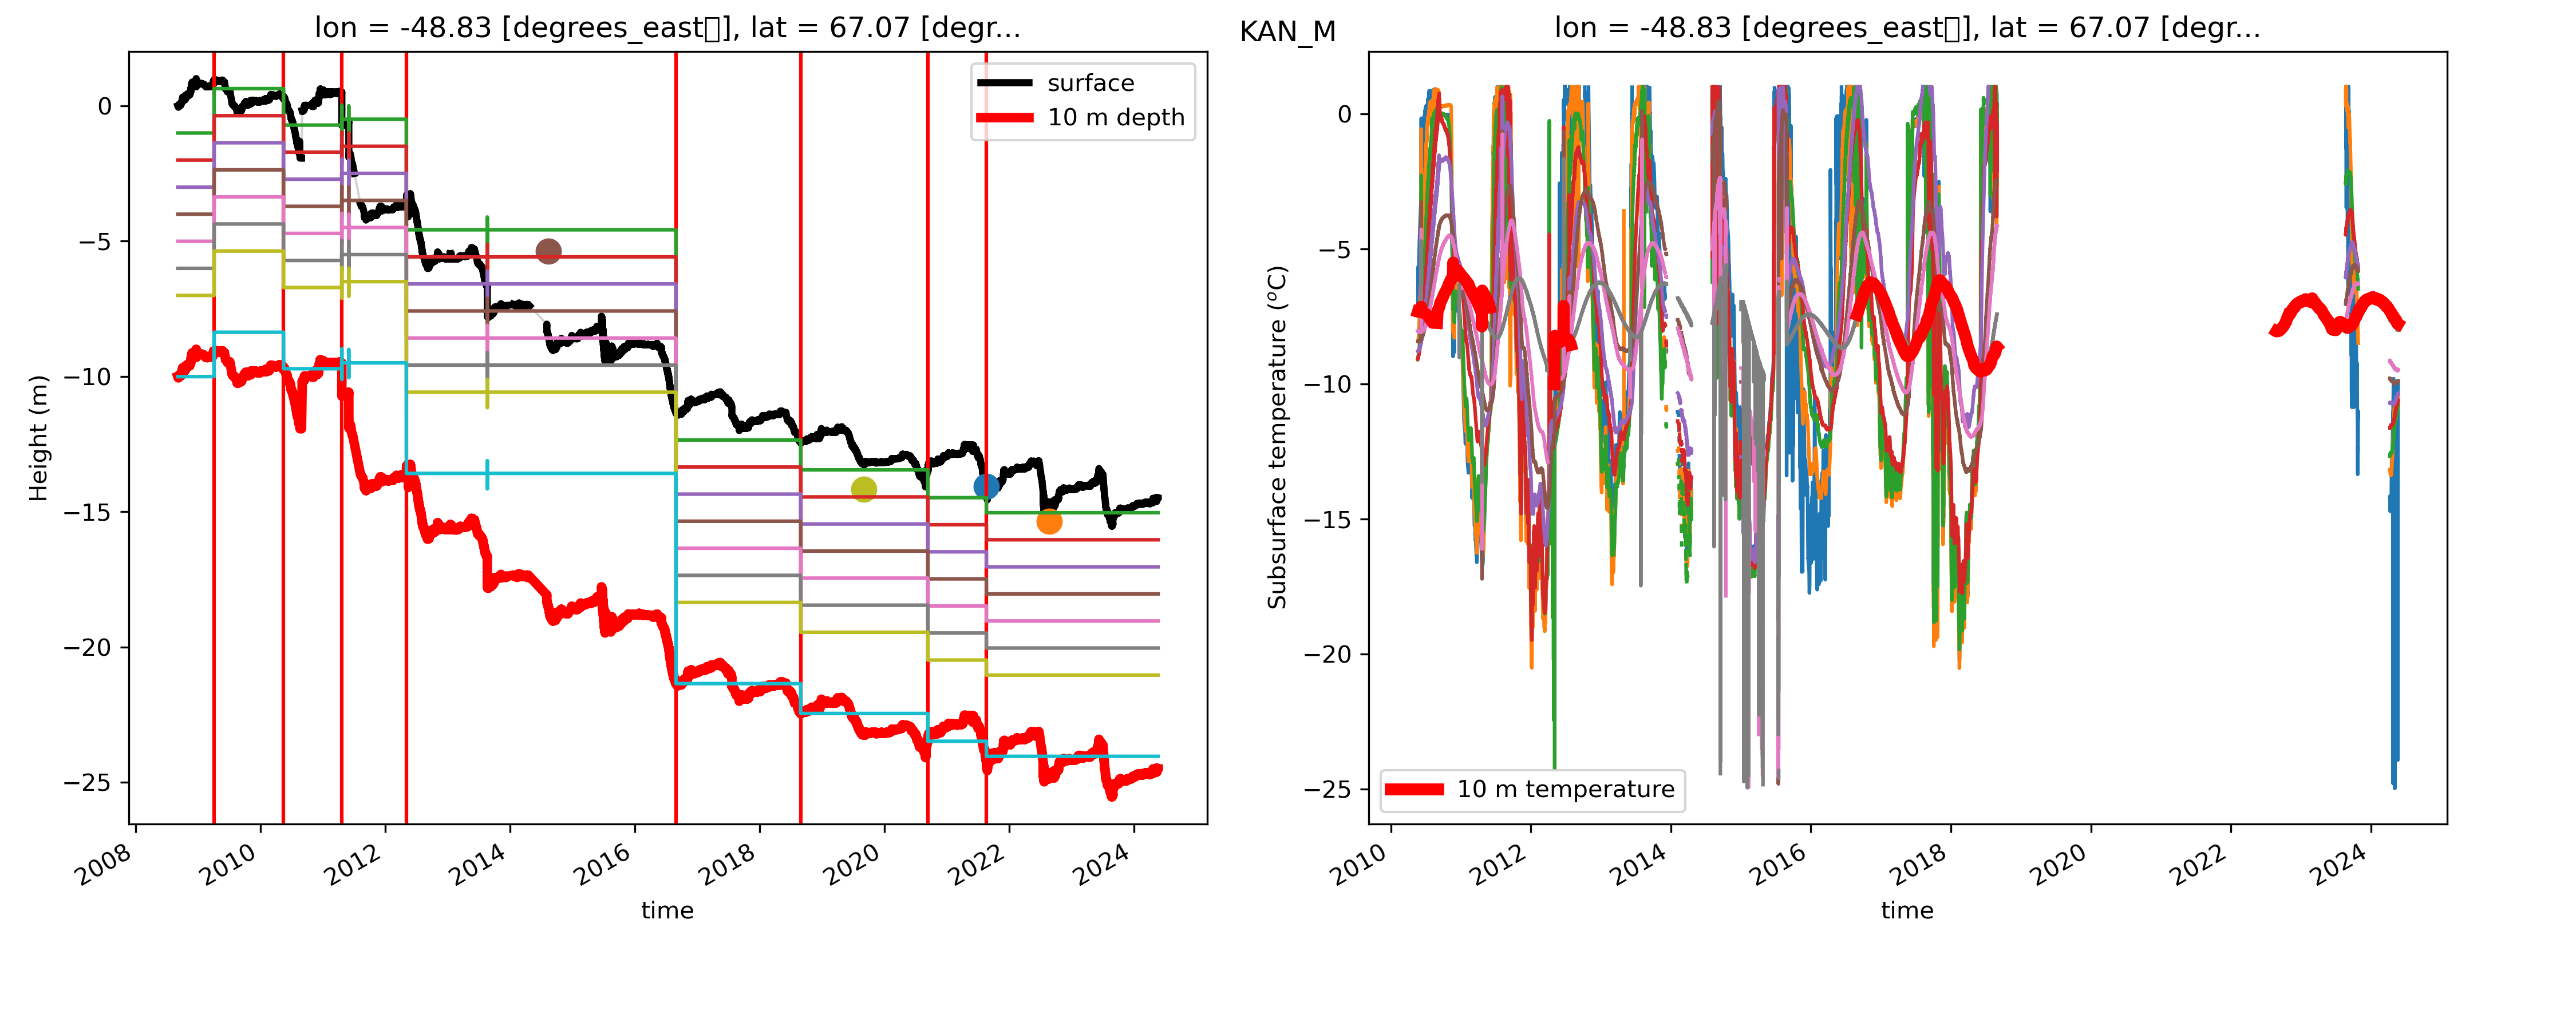 lon = -48.83 [degrees_east▯], lat = 67.07 [degr...
KAN_M
lon = -48.83 [degrees_east▯], lat = 67.07 [degr...
surface
10 m depth
Height (m)
0
−5
−10
−15
−20
−25
2008
2010
2012
2014
2016
2018
2020
2022
2024
time
Subsurface temperature (°C)
0
−5
−10
−15
−20
−25
10 m temperature
2010
2012
2014
2016
2018
2020
2022
2024
time